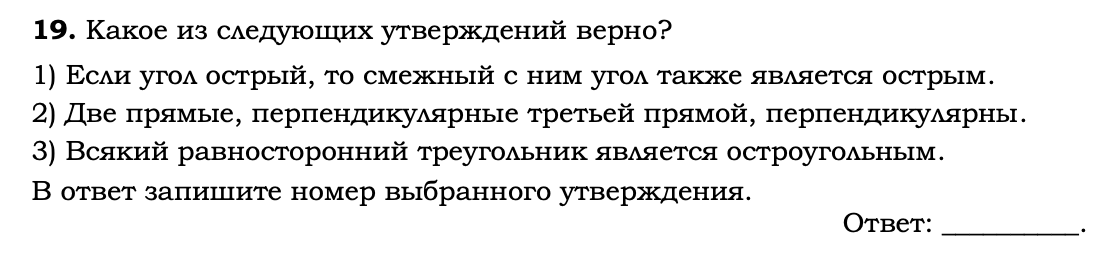 19. Какое из следующих утверждений верно?
1) Если угол острый, то смежный с ним угол также является острым.
2) Две прямые, перпендикулярные третьей прямой, перпендикулярны.
3) Всякий равносторонний треугольник является остроугольным.
В ответ запишите номер выбранного утверждения.
Ответ: __________.